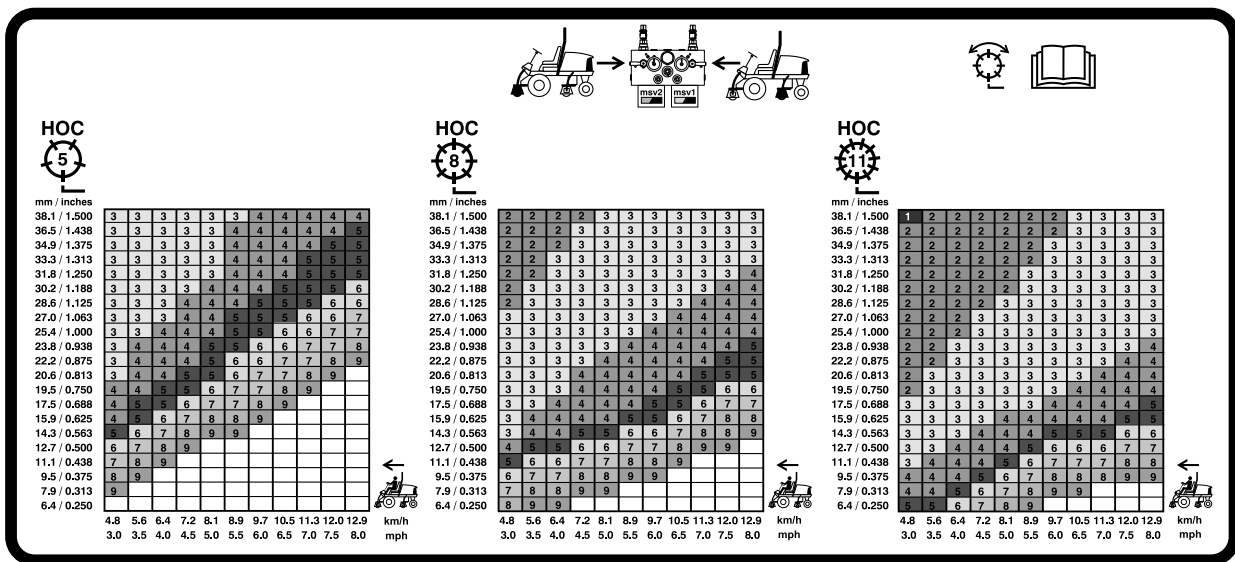 msv2 msv1
HOC
5
mm / inches
38.1 / 1.500 3 3 3 3 3 3 4 4 4 4 4
36.5 / 1.438 3 3 3 3 3 4 4 4 4 4 5
34.9 / 1.375 3 3 3 3 3 4 4 4 4 5 5
33.3 / 1.313 3 3 3 3 3 4 4 4 5 5 5
31.8 / 1.250 3 3 3 3 4 4 4 4 5 5 5
30.2 / 1.188 3 3 3 3 4 4 4 5 5 5 6
28.6 / 1.125 3 3 3 4 4 4 5 5 5 6 6
27.0 / 1.063 3 3 3 4 4 5 5 5 6 6 7
25.4 / 1.000 3 3 4 4 4 5 5 6 6 7 7
23.8 / 0.938 3 4 4 4 5 5 6 6 7 7 8
22.2 / 0.875 3 4 4 4 5 6 6 7 7 8 9
20.6 / 0.813 3 4 4 5 5 6 7 7 8 9
19.5 / 0.750 4 4 5 5 6 7 7 8 9
17.5 / 0.688 4 5 5 6 7 7 8 9
15.9 / 0.625 4 5 6 7 8 8 9
14.3 / 0.563 5 6 7 8 9 9
12.7 / 0.500 6 7 8 9
11.1 / 0.438 7 8 9
9.5 / 0.375 8 9
7.9 / 0.313 9
6.4 / 0.250
4.8 5.6 6.4 7.2 8.1 8.9 9.7 10.5 11.3 12.0 12.9 km/h
3.0 3.5 4.0 4.5 5.0 5.5 6.0 6.5 7.0 7.5 8.0 mph
HOC
8
mm / inches
38.1 / 1.500 2 2 2 2 3 3 3 3 3 3 3
36.5 / 1.438 2 2 2 3 3 3 3 3 3 3 3
34.9 / 1.375 2 2 2 3 3 3 3 3 3 3 3
33.3 / 1.313 2 2 3 3 3 3 3 3 3 3 3
31.8 / 1.250 2 2 3 3 3 3 3 3 3 3 4
30.2 / 1.188 2 3 3 3 3 3 3 3 3 4 4
28.6 / 1.125 2 3 3 3 3 3 3 3 4 4 4
27.0 / 1.063 3 3 3 3 3 3 3 4 4 4 4
25.4 / 1.000 3 3 3 3 3 3 4 4 4 4 4
23.8 / 0.938 3 3 3 3 3 4 4 4 4 4 5
22.2 / 0.875 3 3 3 3 4 4 4 4 4 5 5
20.6 / 0.813 3 3 3 4 4 4 4 4 5 5 5
19.5 / 0.750 3 3 3 4 4 4 4 5 5 6 6
17.5 / 0.688 3 3 4 4 4 4 5 5 6 7 7
15.9 / 0.625 3 4 4 4 4 5 5 6 7 8 8
14.3 / 0.563 3 4 4 5 5 6 6 7 8 8 9
12.7 / 0.500 4 5 5 6 6 7 7 8 9 9
11.1 / 0.438 5 6 6 7 7 8 8 9
9.5 / 0.375 6 7 7 8 8 9 9
7.9 / 0.313 7 8 8 9 9
6.4 / 0.250 8 9 9
4.8 5.6 6.4 7.2 8.1 8.9 9.7 10.5 11.3 12.0 12.9 km/h
3.0 3.5 4.0 4.5 5.0 5.5 6.0 6.5 7.0 7.5 8.0 mph
HOC
11
mm / inches
38.1 / 1.500 1 2 2 2 2 2 2 3 3 3 3
36.5 / 1.438 2 2 2 2 2 2 2 3 3 3 3
34.9 / 1.375 2 2 2 2 2 2 3 3 3 3 3
33.3 / 1.313 2 2 2 2 2 2 3 3 3 3 3
31.8 / 1.250 2 2 2 2 2 3 3 3 3 3 3
30.2 / 1.188 2 2 2 2 2 3 3 3 3 3 3
28.6 / 1.125 2 2 2 2 3 3 3 3 3 3 3
27.0 / 1.063 2 2 2 3 3 3 3 3 3 3 3
25.4 / 1.000 2 2 2 3 3 3 3 3 3 3 3
23.8 / 0.938 2 2 3 3 3 3 3 3 3 3 4
22.2 / 0.875 2 2 3 3 3 3 3 3 3 4 4
20.6 / 0.813 2 3 3 3 3 3 3 3 4 4 4
19.5 / 0.750 2 3 3 3 3 3 3 4 4 4 4
17.5 / 0.688 3 3 3 3 3 3 4 4 4 4 5
15.9 / 0.625 3 3 3 3 4 4 4 4 4 5 5
14.3 / 0.563 3 3 3 4 4 4 5 5 5 6 6
12.7 / 0.500 3 3 4 4 4 5 6 6 6 7 7
11.1 / 0.438 3 4 4 4 5 6 6 7 7 8 8
9.5 / 0.375 4 4 4 5 6 7 8 8 8 9 9
7.9 / 0.313 4 4 5 6 7 8 9 9
6.4 / 0.250 5 5 6 7 8 9
4.8 5.6 6.4 7.2 8.1 8.9 9.7 10.5 11.3 12.0 12.9 km/h
3.0 3.5 4.0 4.5 5.0 5.5 6.0 6.5 7.0 7.5 8.0 mph